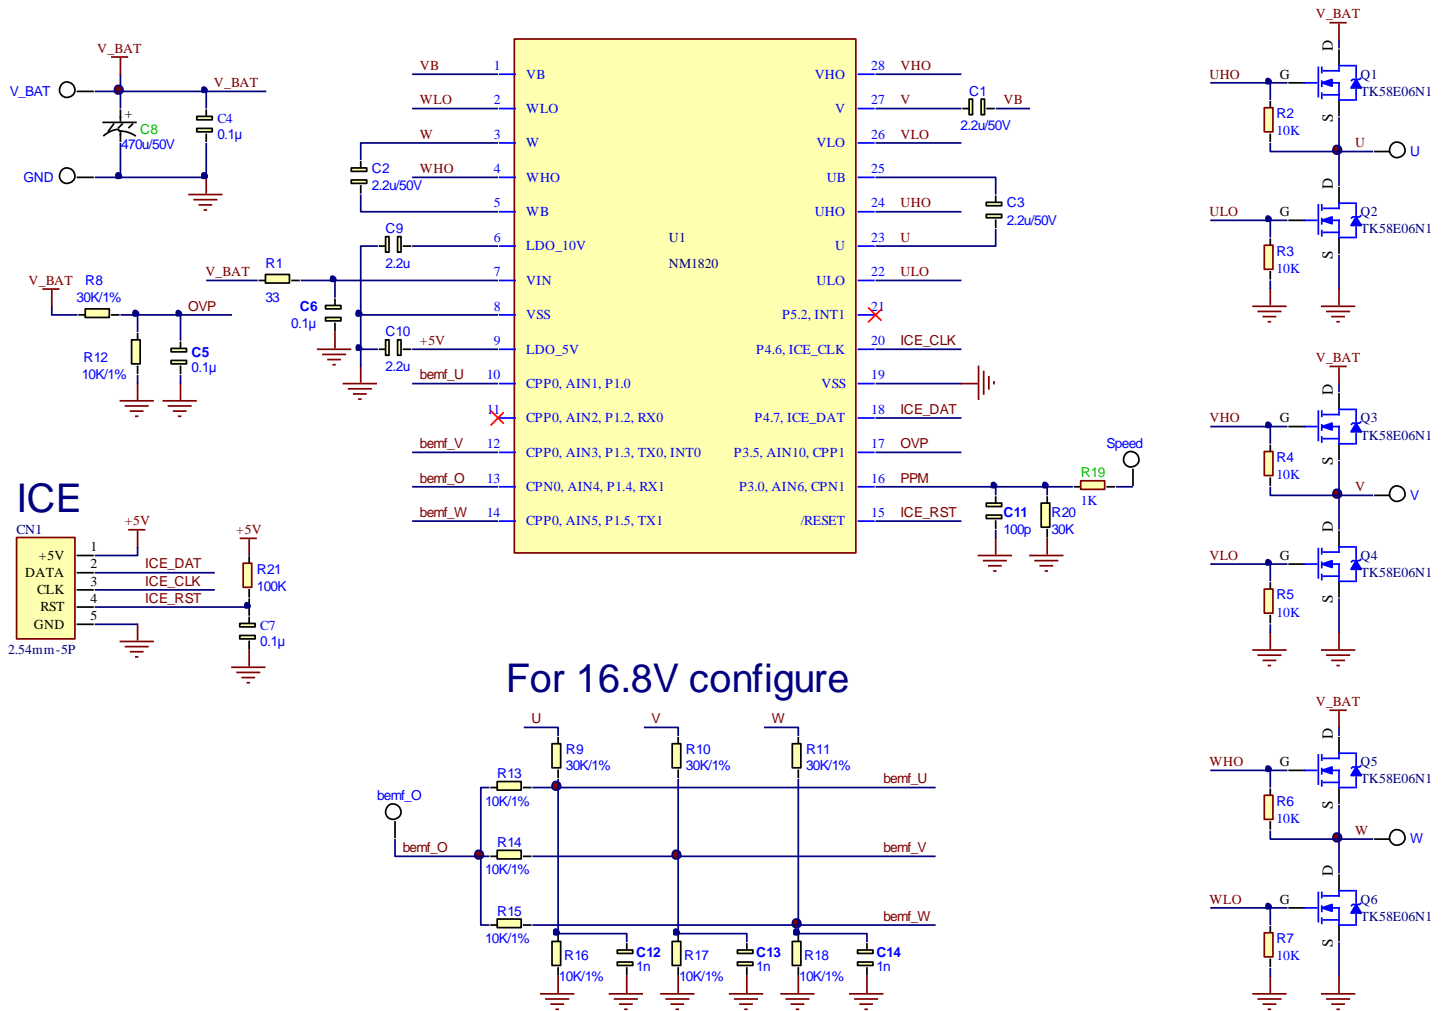 V_BAT
V_BAT
V_BAT
+
C8
470u/50V
C4
0.1µ
GND
VB
1
VB
WLO
2
WLO
W
3
W
C2
2.2u/50V
WHO
4
WHO
5
WB
C9
2.2u
6
LDO_10V
V_BAT
R1
33
7
VIN
C6
0.1µ
8
VSS
C10
2.2u
+5V
9
LDO_5V
bemf_U
10
CPP0, AIN1, P1.0
11
CPP0, AIN2, P1.2, RX0
bemf_V
12
CPP0, AIN3, P1.3, TX0, INT0
bemf_O
13
CPN0, AIN4, P1.4, RX1
bemf_W
14
CPP0, AIN5, P1.5, TX1
U1
NM1820
VHO
28
VHO
V
27
V
C1
2.2u/50V
VB
VLO
26
VLO
UB
25
C3
2.2u/50V
UHO
24
UHO
U
23
U
ULO
22
ULO
P5.2, INT1
21
P4.6, ICE_CLK
20
ICE_CLK
VSS
19
P4.7, ICE_DAT
18
ICE_DAT
P3.5, AIN10, CPP1
17
OVP
P3.0, AIN6, CPN1
16
PPM
/RESET
15
ICE_RST
C11
100p
R20
30K
R19
1K
Speed
V_BAT
R8
30K/1%
OVP
R12
10K/1%
C5
0.1µ
ICE
CN1
+5V
1
+5V
DATA
2
ICE_DAT
CLK
3
ICE_CLK
RST
4
ICE_RST
GND
5
2.54mm-5P
+5V
R21
100K
C7
0.1µ
For 16.8V configure
U
V
W
R9
30K/1%
R10
30K/1%
R11
30K/1%
bemf_O
bemf_O
R13
10K/1%
bemf_U
R14
10K/1%
bemf_V
R15
10K/1%
bemf_W
R16
10K/1%
C12
1n
R17
10K/1%
C13
1n
R18
10K/1%
C14
1n
V_BAT
D
UHO
G
Q1
TK58E06N1
R2
10K
S
U
U
D
ULO
G
Q2
TK58E06N1
R3
10K
S
V_BAT
D
VHO
G
Q3
TK58E06N1
R4
10K
S
V
V
D
VLO
G
Q4
TK58E06N1
R5
10K
S
V_BAT
D
WHO
G
Q5
TK58E06N1
R6
10K
S
W
W
D
WLO
G
Q6
TK58E06N1
R7
10K
S